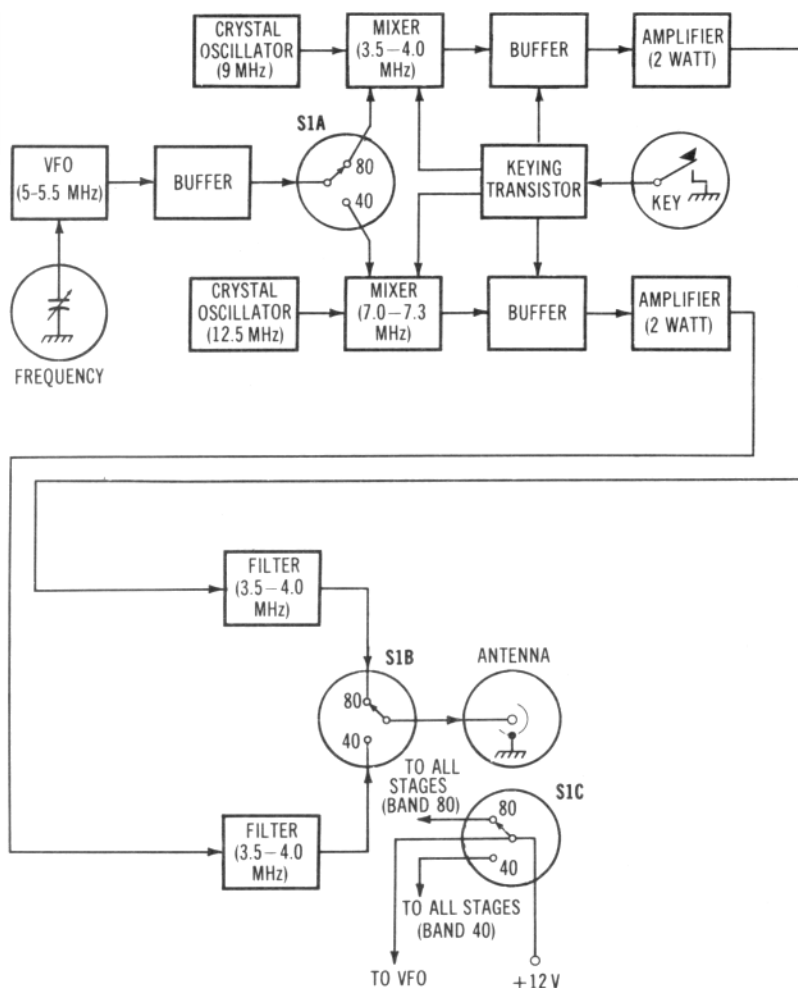 CRYSTAL
OSCILLATOR
(9 MHz)
MIXER
(3.5–4.0
MHz)
BUFFER
AMPLIFIER
(2 WATT)
S1A
80
40
VFO
(5–5.5 MHz)
BUFFER
KEYING
TRANSISTOR
KEY
FREQUENCY
CRYSTAL
OSCILLATOR
(12.5 MHz)
MIXER
(7.0–7.3
MHz)
BUFFER
AMPLIFIER
(2 WATT)
FILTER
(3.5–4.0
MHz)
S1B
80
40
ANTENNA
FILTER
(3.5–4.0
MHz)
TO ALL
STAGES
(BAND 80)
S1C
80
40
TO ALL STAGES
(BAND 40)
TO VFO
+12 V